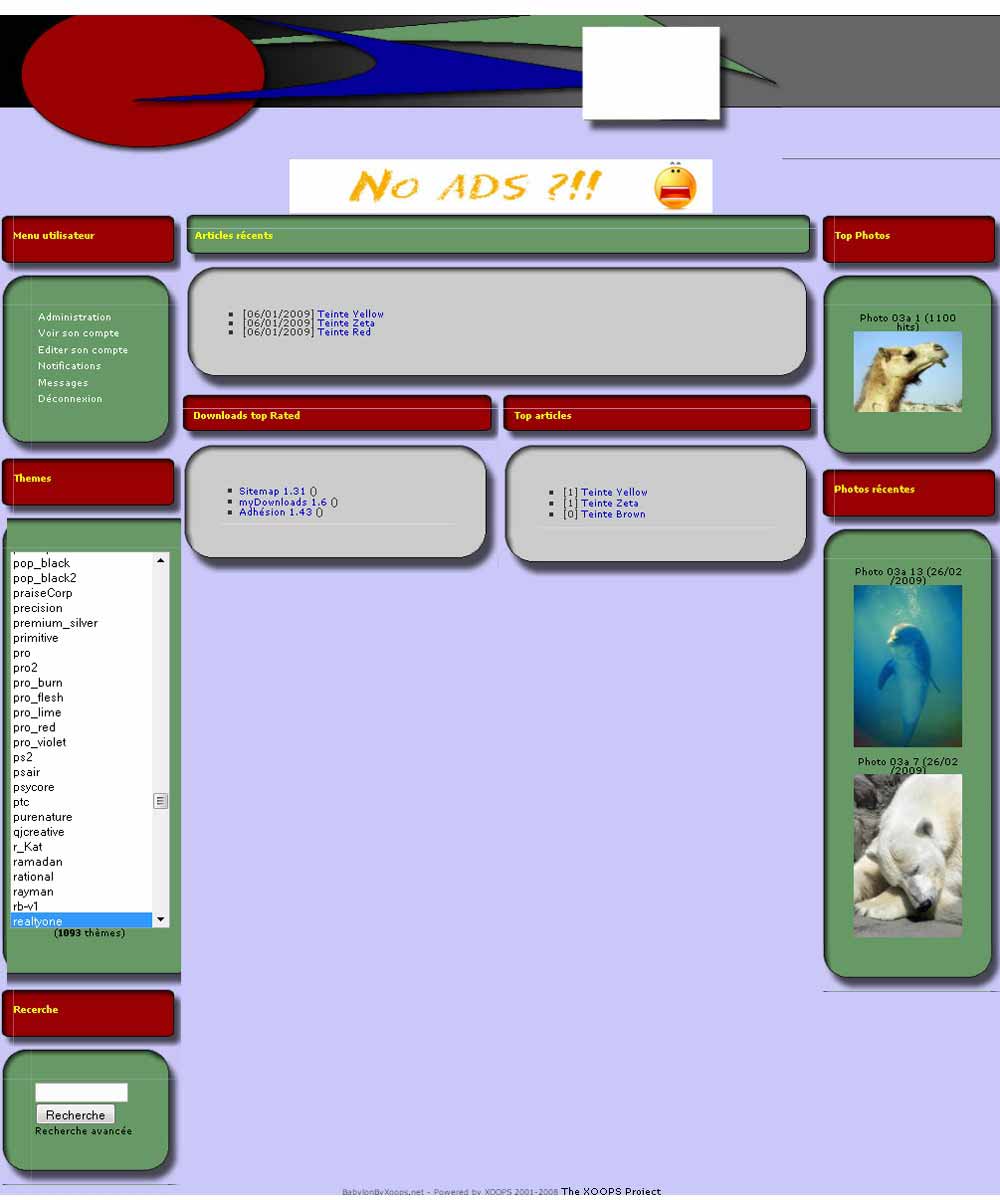 No ADS ?!!
Menu utilisateur
Administration
Voir son compte
Editer son compte
Notifications
Messages
Déconnexion
Themes
pop_black
pop_black2
praiseCorp
precision
premium_silver
primitive
pro
pro2
pro_burn
pro_flesh
pro_lime
pro_red
pro_violet
ps2
psair
psycore
ptc
purenature
qjcreative
r_Kat
ramadan
rational
rayman
rb-v1
realtyone
(1093 thèmes)
Recerche
Recherche
Recherche avancée
Articles récents
[06/01/2009] Teinte Yellow
[06/01/2009] Teinte Zeta
[06/01/2009] Teinte Red
Downloads top Rated
Sitemap 1.31 ()
myDownloads 1.6 ()
Adhésion 1.43 ()
Top articles
[1] Teinte Yellow
[1] Teinte Zeta
[0] Teinte Brown
Top Photos
Photo 03a 1 (1100
hits)
Photos récentes
Photo 03a 13 (26/02
/2009)
Photo 03a 7 (26/02
/2009)
BabylonByXoops.net - Powered by XOOPS 2001-2008 The XOOPS Project